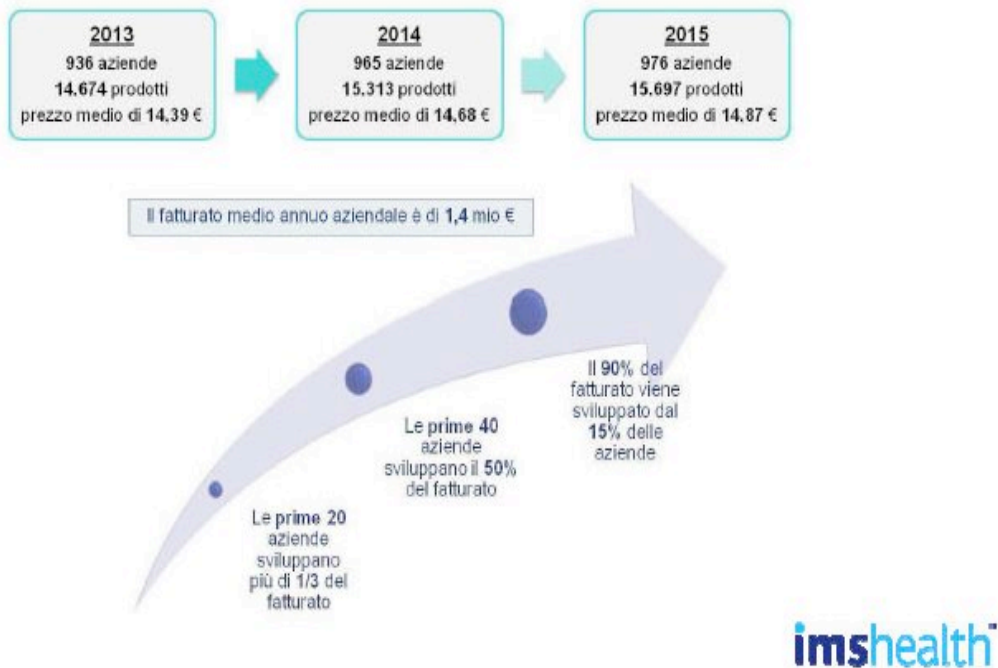 2013
936 aziende
14.674 prodotti
prezzo medio di 14,39 €
2014
965 aziende
15.313 prodotti
prezzo medio di 14,68 €
2015
976 aziende
15.697 prodotti
prezzo medio di 14,87 €
Il fatturato medio annuo aziendale è di 1,4 mio €
Il 90% del
fatturato viene
sviluppato dal
15% delle
aziende
Le prime 40
aziende
sviluppano il 50%
del fatturato
Le prime 20
aziende
sviluppano
più di 1/3 del
fatturato
imshealth™